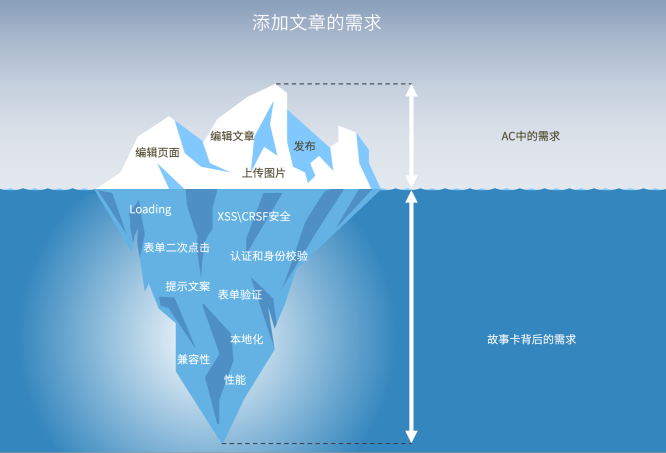 添加文章的需求
编辑页面
编辑文章
发布
上传图片
AC中的需求
Loading
XSS\CRSF安全
表单二次点击
认证和身份校验
提示文案
表单验证
本地化
兼容性
性能
故事卡背后的需求